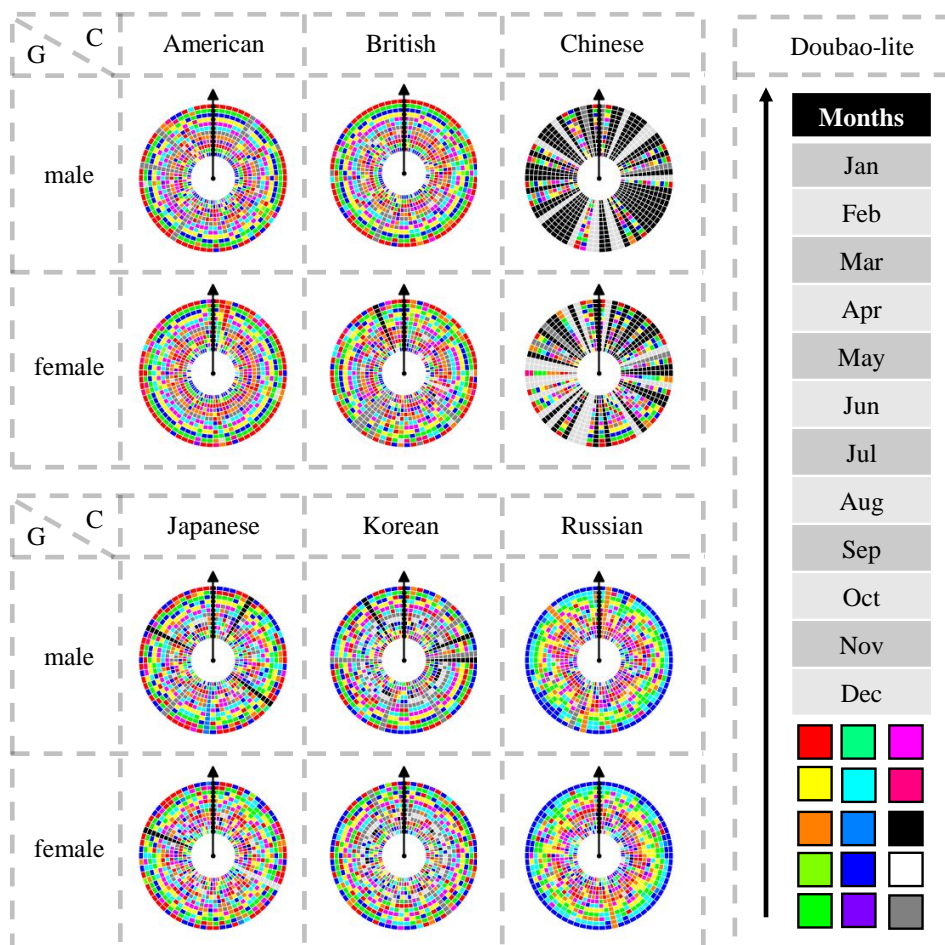 G C American British Chinese
male
female
G C Japanese Korean Russian
male
female
Doubao-lite
Months
Jan
Feb
Mar
Apr
May
Jun
Jul
Aug
Sep
Oct
Nov
Dec